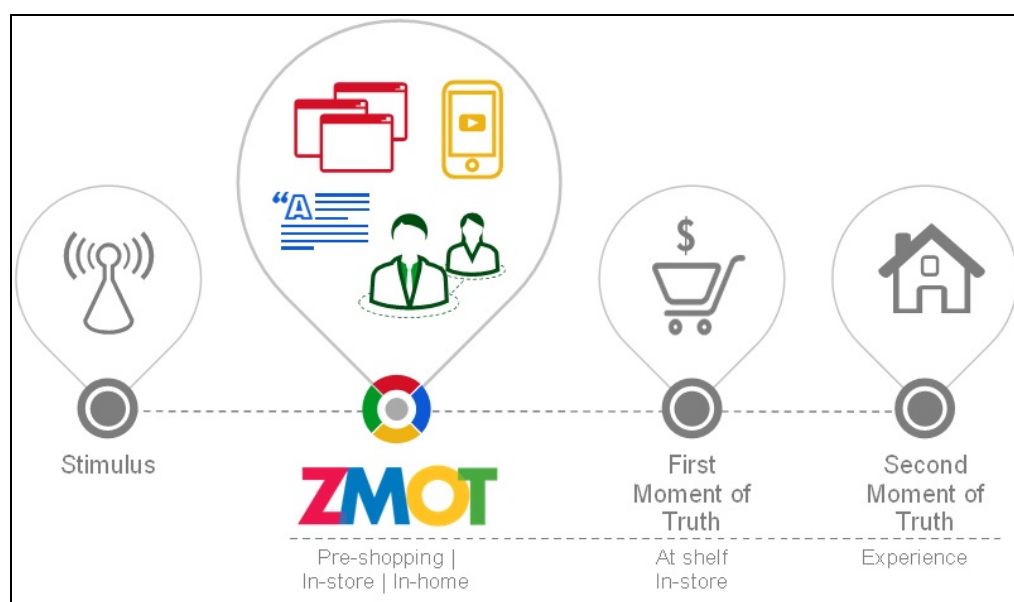 “A
$
Stimulus
ZMOT
First
Moment of
Truth
Second
Moment of
Truth
Pre-shopping |
In-store | In-home
At shelf
In-store
Experience